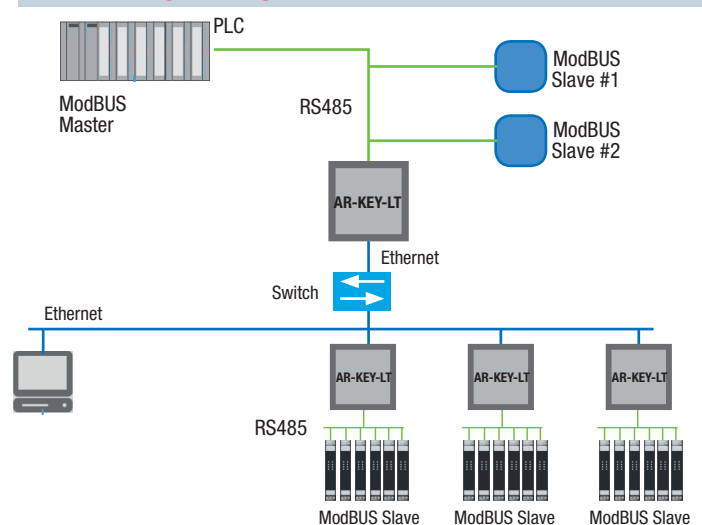 PLC
ModBUS
Master
RS485
ModBUS
Slave #1
ModBUS
Slave #2
AR-KEY-LT
Ethernet
Switch
Ethernet
AR-KEY-LT
AR-KEY-LT
AR-KEY-LT
RS485
ModBUS Slave
ModBUS Slave
ModBUS Slave